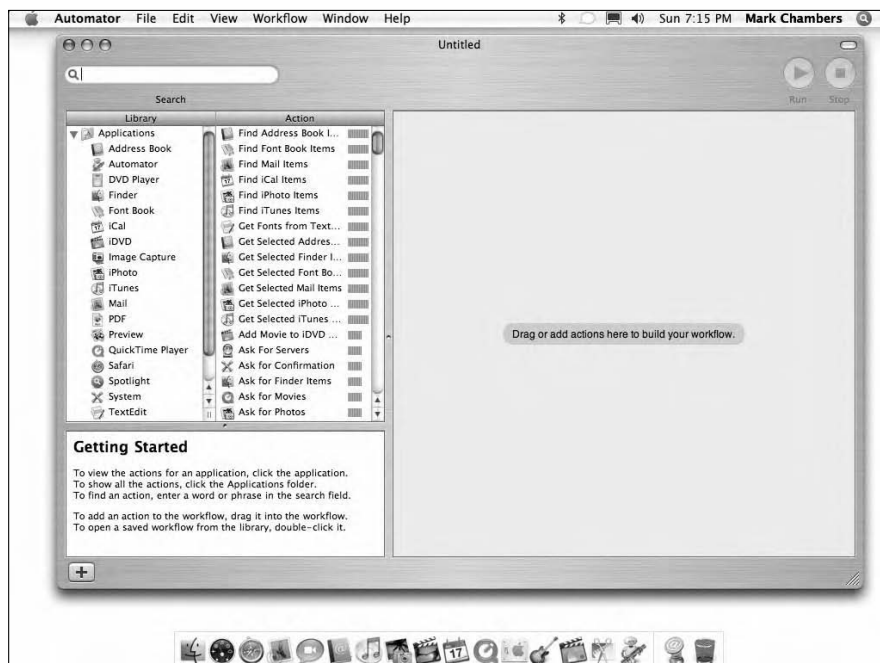 Automator File Edit View Workflow Window Help Sun 7:15 PM Mark Chambers
Untitled
Search
Run Stop
Library
Applications
Address Book
Automator
DVD Player
Finder
Font Book
iCal
iDVD
Image Capture
iPhoto
iTunes
Mail
PDF
Preview
QuickTime Player
Safari
Spotlight
System
TextEdit
Action
Find Address Book I...
Find Font Book Items
Find Mail Items
Find iCal Items
Find iPhoto Items
Find iTunes Items
Get Fonts from Text...
Get Selected Addres...
Get Selected Finder I...
Get Selected Font Bo...
Get Selected Mail Items
Get Selected iPhoto ...
Get Selected iTunes ...
Add Movie to iDVD ...
Ask For Servers
Ask for Confirmation
Ask for Finder Items
Ask for Movies
Ask for Photos
Drag or add actions here to build your workflow.
Getting Started
To view the actions for an application, click the application.
To show all the actions, click the Applications folder.
To find an action, enter a word or phrase in the search field.
To add an action to the workflow, drag it into the workflow.
To open a saved workflow from the library, double-click it.
17